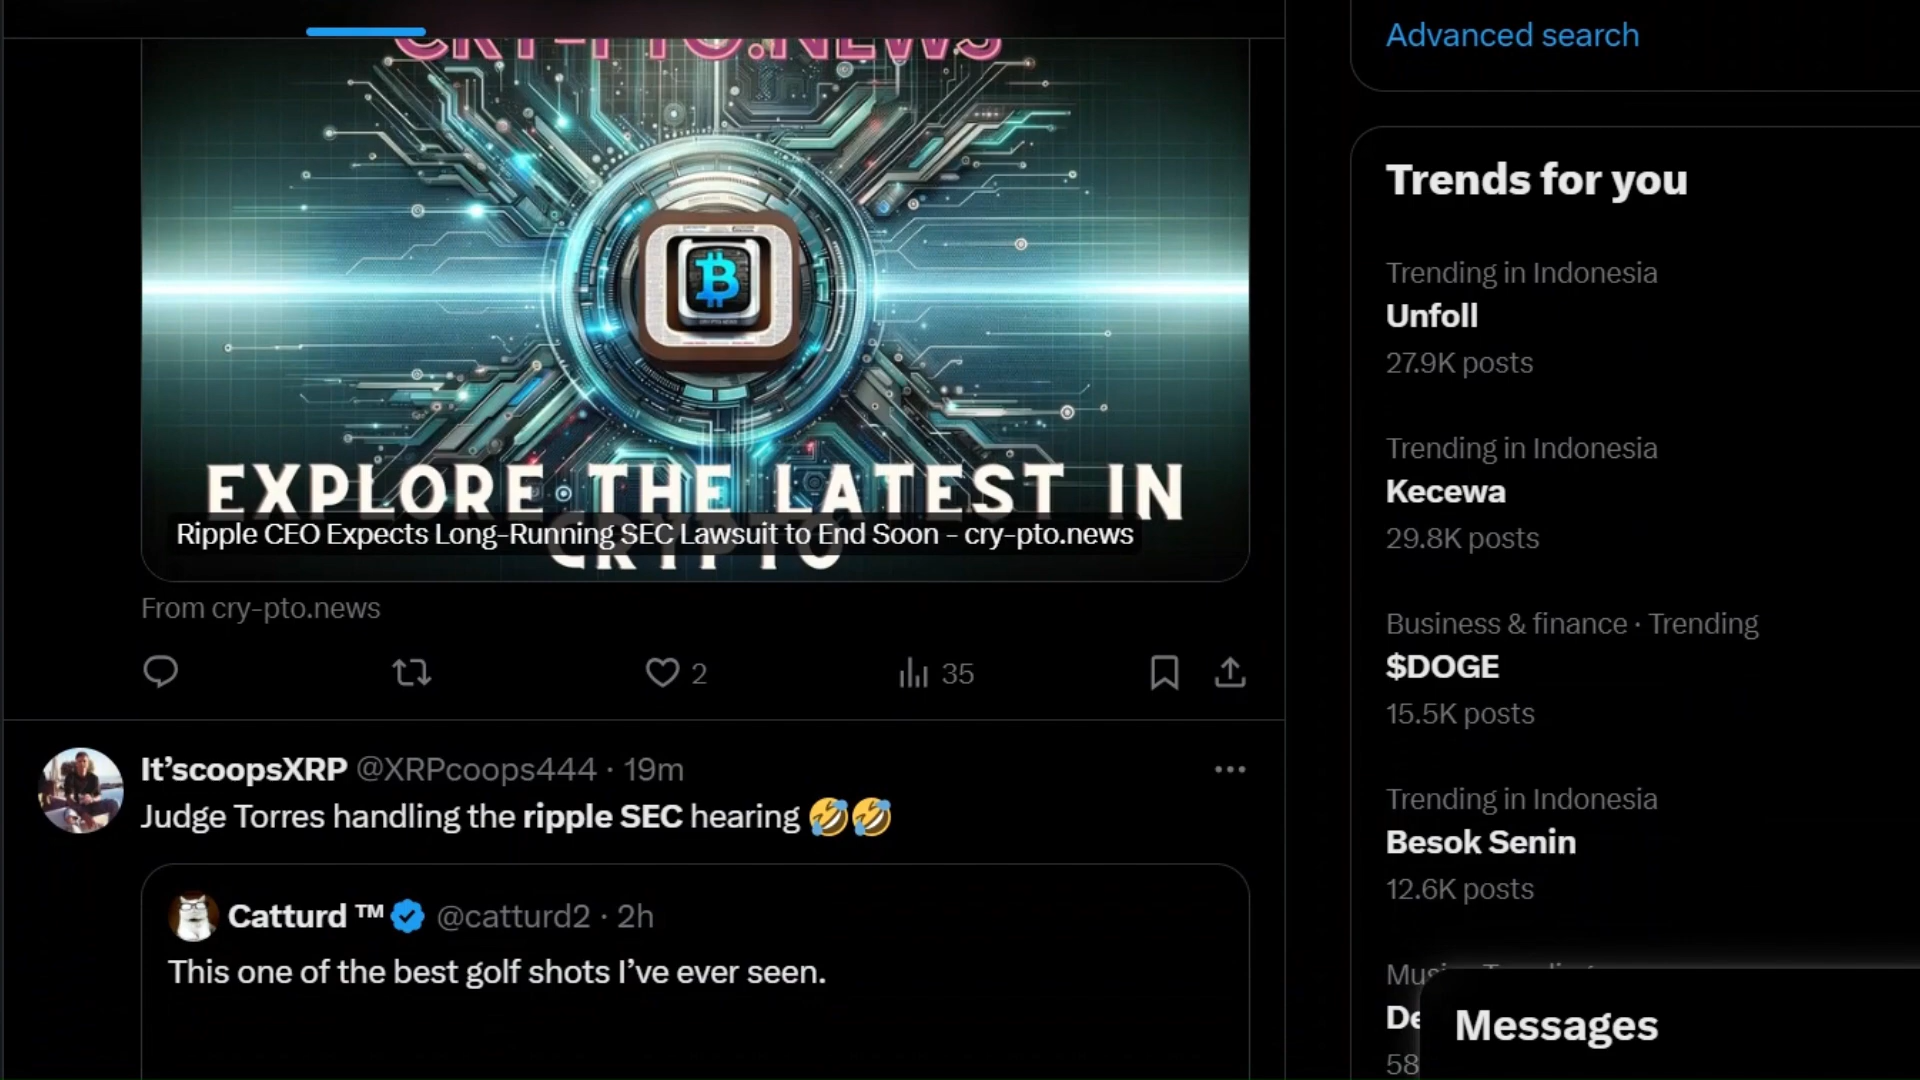 CRY-PTO.NEWS
EXPLORE THE LATEST IN
CRYPTO
Ripple CEO Expects Long-Running SEC Lawsuit to End Soon - cry-pto.news
From cry-pto.news
2
35
It’scoopsXRP @XRPcoops444 · 19m
Judge Torres handling the ripple SEC hearing 🤣🤣
Catturd ™ @catturd2 · 2h
This one of the best golf shots I’ve ever seen.
Advanced search
Trends for you
Trending in Indonesia
Unfoll
27.9K posts
Trending in Indonesia
Kecewa
29.8K posts
Business & finance · Trending
$DOGE
15.5K posts
Trending in Indonesia
Besok Senin
12.6K posts
Messages